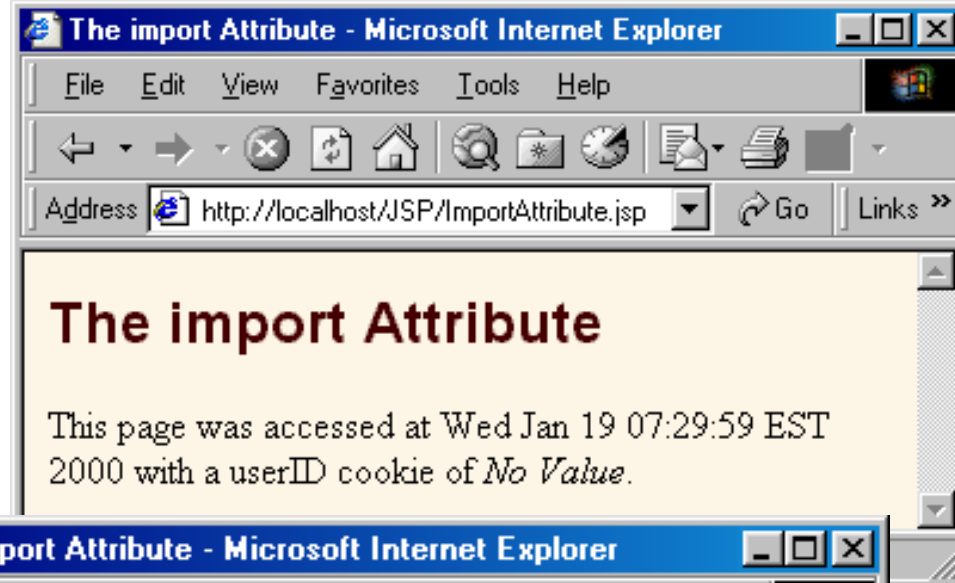 The import Attribute - Microsoft Internet Explorer
File Edit View Favorites Tools Help
Address http://localhost/JSP/ImportAttribute.jsp Go Links »
The import Attribute
This page was accessed at Wed Jan 19 07:29:59 EST
2000 with a userID cookie of No Value.
port Attribute - Microsoft Internet Explorer